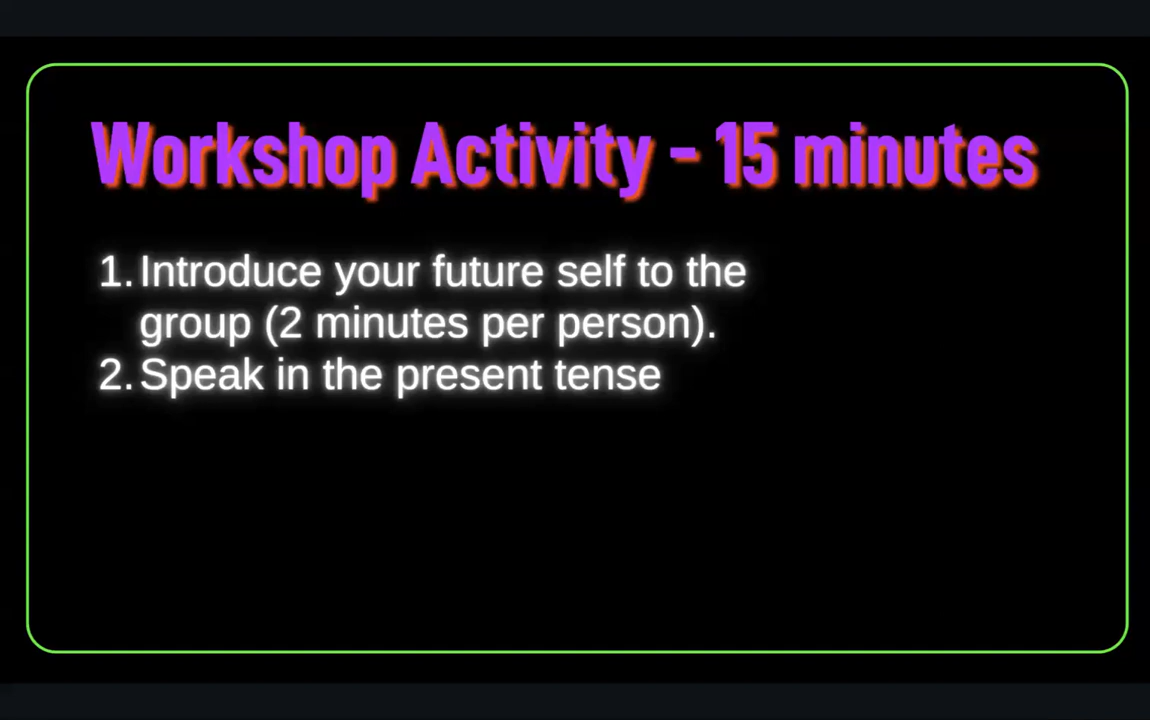 Workshop Activity - 15 minutes
1. Introduce your future self to the
group (2 minutes per person).
2. Speak in the present tense